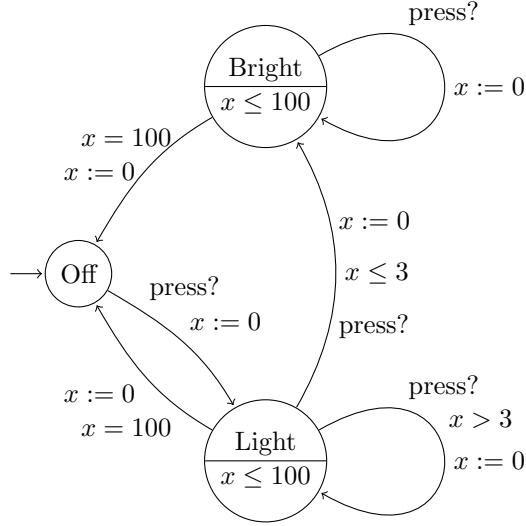 press?
Bright
x ≤ 100
x := 0
x = 100
x := 0
x := 0
Off
x ≤ 3
press?
x := 0
press?
x := 0
x = 100
press?
x > 3
Light
x := 0
x ≤ 100